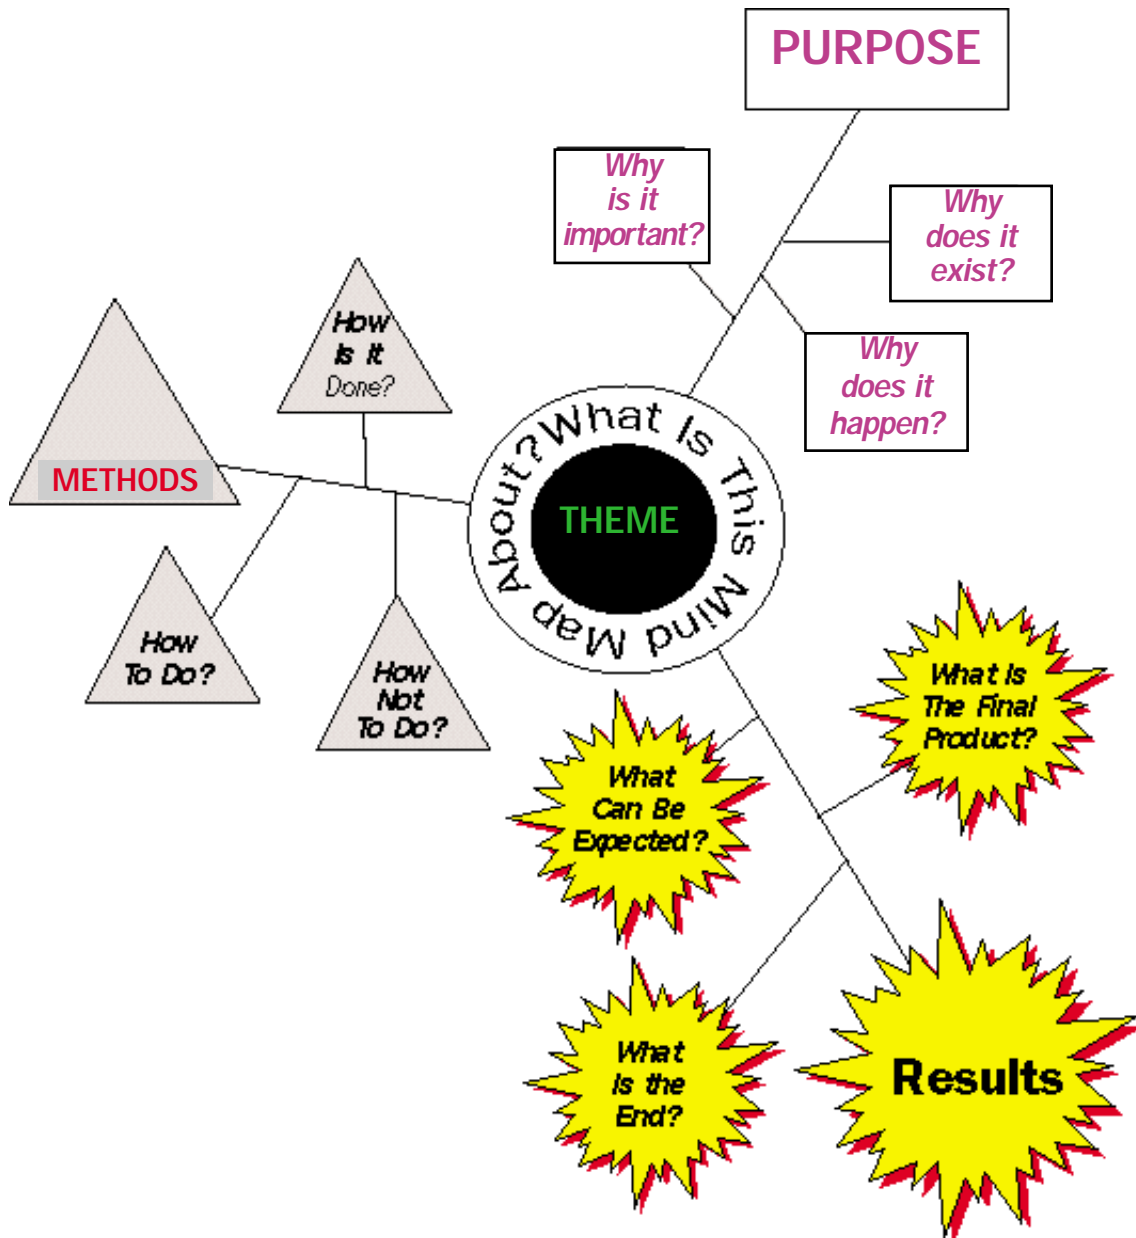 PURPOSE
Why
is it
important?
Why
does it
exist?
Why
does it
happen?
How
Is It
Done?
METHODS
How
To Do?
How
Not
To Do?
What Is This Mind Map About?
THEME
What Is
The Final
Product?
What
Can Be
Expected?
What
Is the
End?
Results